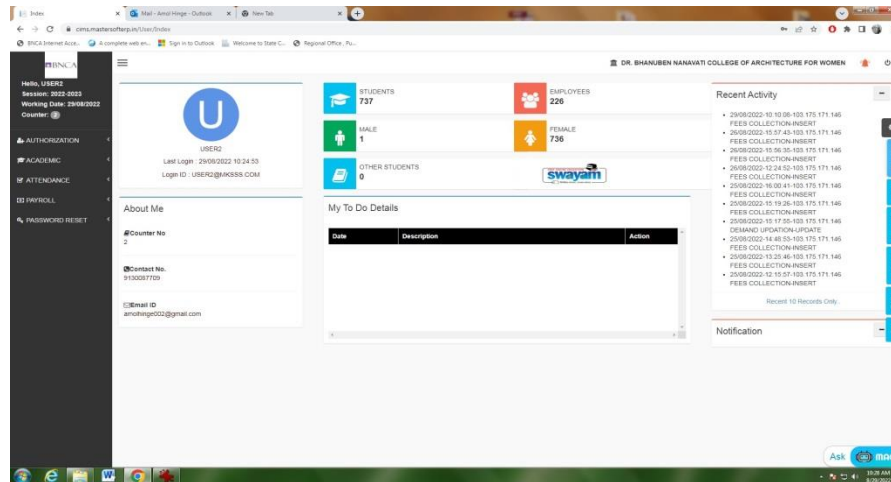 Index
Mail - Amol Hinge - Outlook
New Tab
cims.mastersofterp.in/User/Index
BNCA Internet Acce..
A complete web en...
Sign in to Outlook
Welcome to State C...
Regional Office , Pu...
BNCA
DR. BHANUBEN NANAVATI COLLEGE OF ARCHITECTURE FOR WOMEN
Hello, USER2
Session: 2022-2023
Working Date: 29/08/2022
Counter: 2
AUTHORIZATION
ACADEMIC
ATTENDANCE
PAYROLL
PASSWORD RESET
U
USER2
Last Login : 29/08/2022 10:24:53
Login ID : USER2@MKSSS.COM
About Me
Counter No
2
Contact No.
9130087709
Email ID
amolhinge002@gmail.com
STUDENTS
737
EMPLOYEES
226
MALE
1
FEMALE
736
OTHER STUDENTS
0
swayam
My To Do Details
Date Description Action
Recent Activity
29/08/2022-10:10:06-103.175.171.146
FEES COLLECTION-INSERT
26/08/2022-15:57:43-103.175.171.146
FEES COLLECTION-INSERT
26/08/2022-15:56:35-103.175.171.146
FEES COLLECTION-INSERT
26/08/2022-12:24:52-103.175.171.146
FEES COLLECTION-INSERT
25/08/2022-16:00:41-103.175.171.146
FEES COLLECTION-INSERT
25/08/2022-15:19:26-103.175.171.146
FEES COLLECTION-INSERT
25/08/2022-15:17:55-103.175.171.146
DEMAND UPDATION-UPDATE
25/08/2022-14:48:53-103.175.171.146
FEES COLLECTION-INSERT
25/08/2022-13:25:46-103.175.171.146
FEES COLLECTION-INSERT
25/08/2022-12:15:57-103.175.171.146
FEES COLLECTION-INSERT
Recent 10 Records Only.
Notification
Ask
10:28 AM
8/29/2022